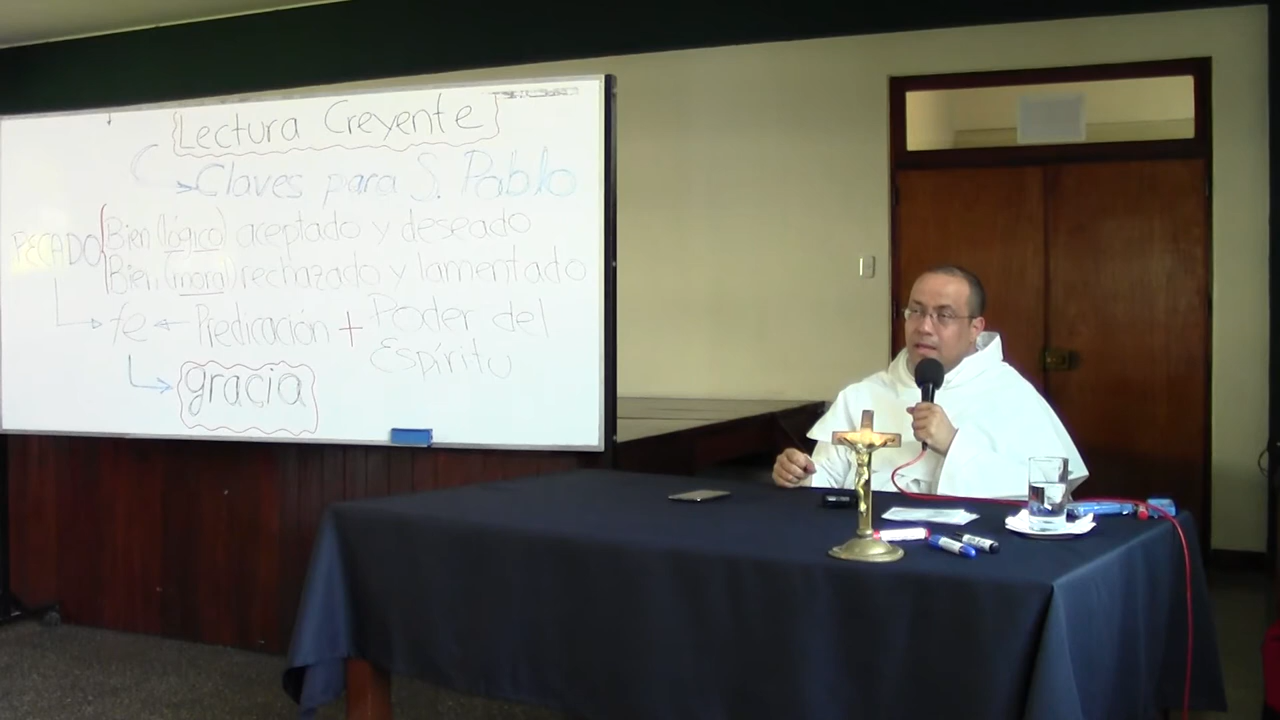 Lectura Creyente
Claves para S. Pablo
PECADO
Bien (lógico) aceptado y deseado
Bien (moral) rechazado y lamentado
fe Predicación + Poder del
Espíritu
gracia